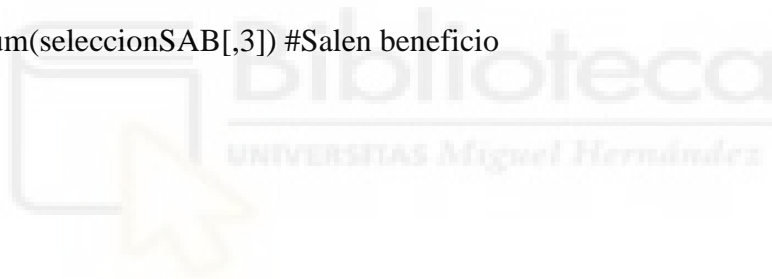 um(seleccionSAB[,3]) #Salen beneficio
Biblioteca
UNIVERSITAS Miguel Hernández